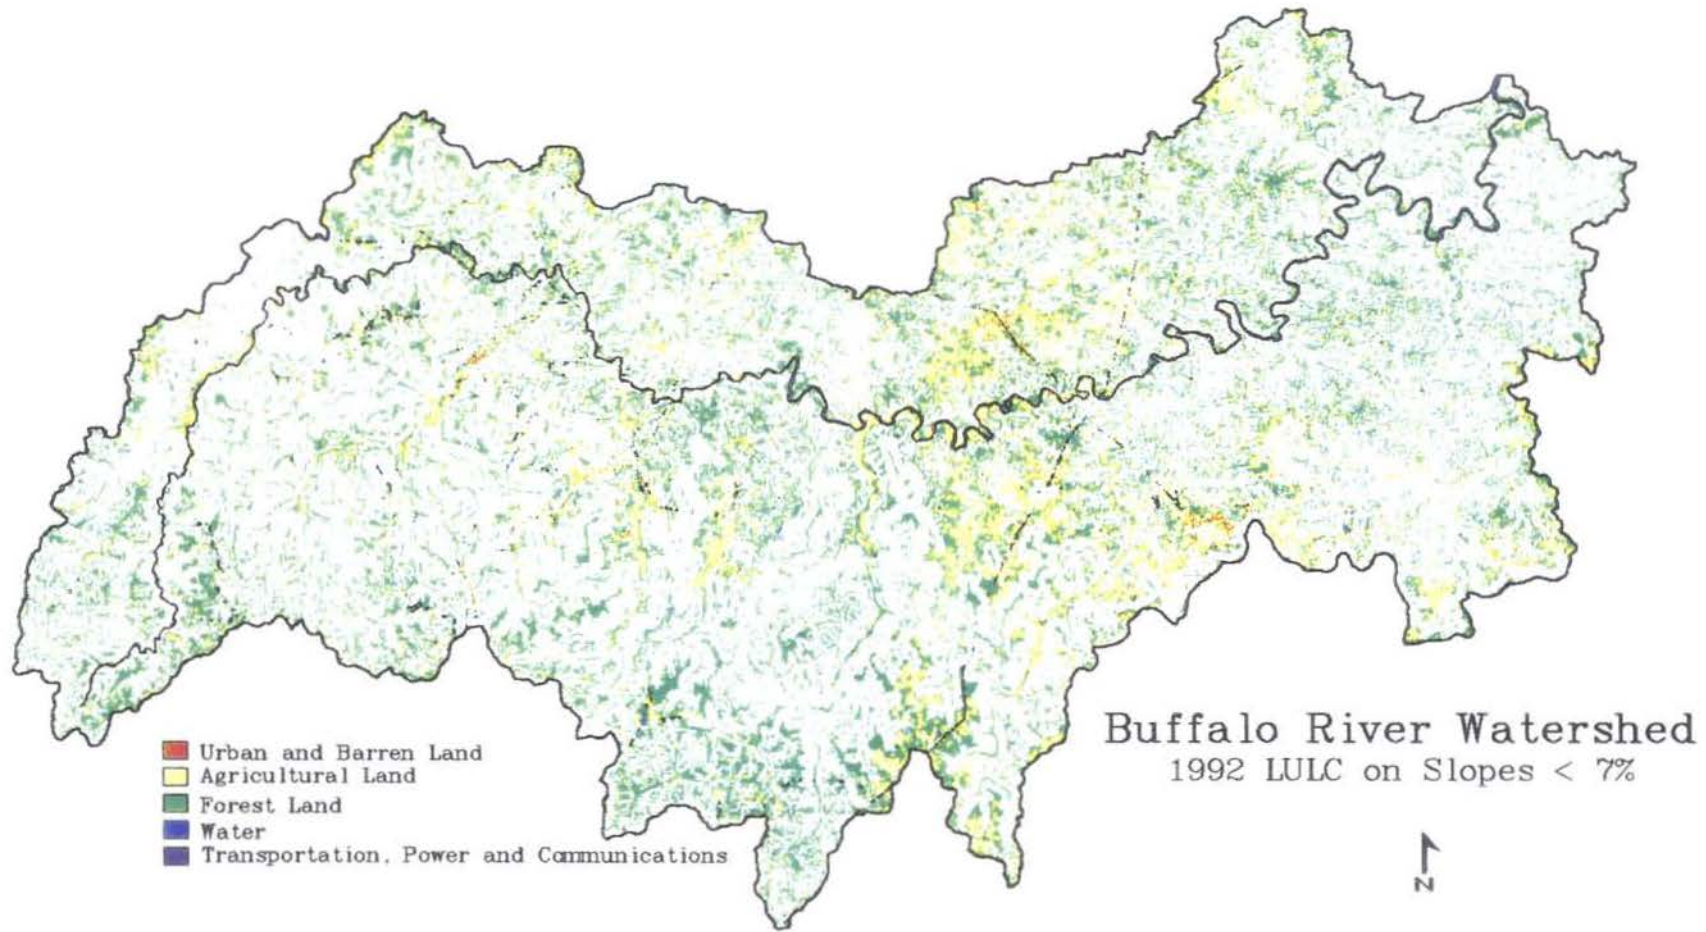 Buffalo River Watershed
1992 LULC on Slopes < 7%
Urban and Barren Land
Agricultural Land
Forest Land
Water
Transportation, Power and Communications
N